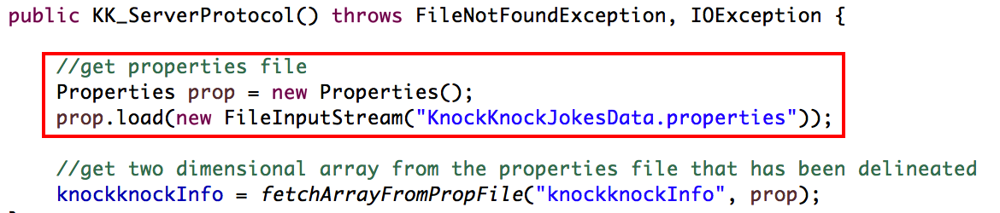 public KK_ServerProtocol() throws FileNotFoundException, IOException {
//get properties file
Properties prop = new Properties();
prop.load(new FileInputStream("KnockKnockJokesData.properties"));
//get two dimensional array from the properties file that has been delineated
knockknockInfo = fetchArrayFromPropFile("knockknockInfo", prop);